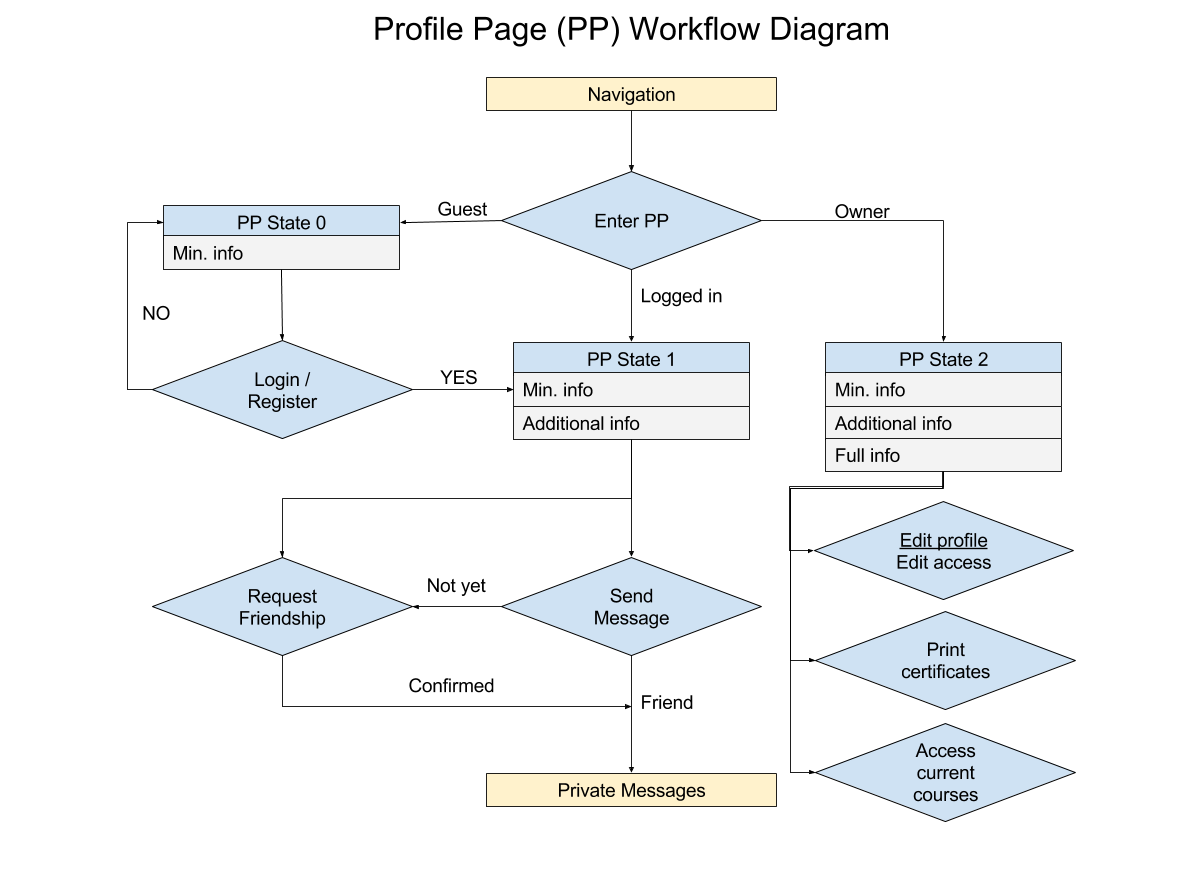 Profile Page (PP) Workflow Diagram
Navigation
Enter PP
Guest
Owner
Logged in
PP State 0
Min. info
NO
Login /
Register
YES
PP State 1
Min. info
Additional info
PP State 2
Min. info
Additional info
Full info
Edit profile
Edit access
Request
Friendship
Not yet
Send
Message
Print
certificates
Confirmed
Friend
Access
current
courses
Private Messages